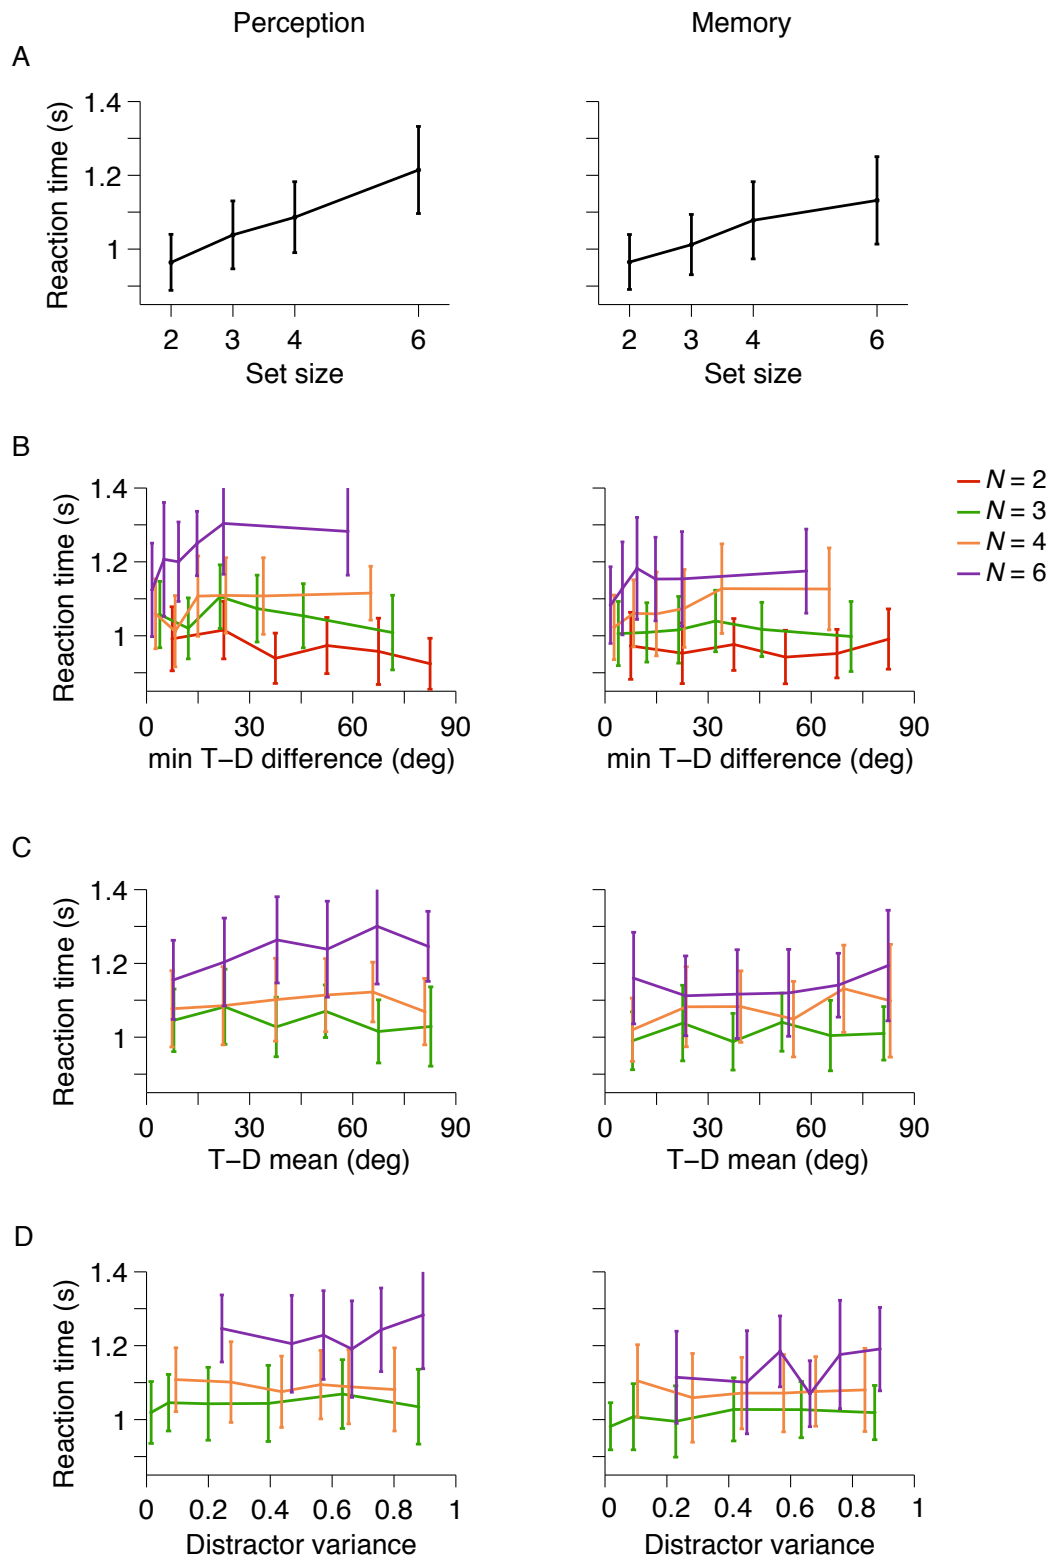 Perception Memory
A
Reaction time (s)
1.4
1.2
1
2 3 4 6
Set size
2 3 4 6
Set size
B
Reaction time (s)
1.4
1.2
1
0 30 60 90
min T−D difference (deg)
0 30 60 90
min T−D difference (deg)
N = 2
N = 3
N = 4
N = 6
C
Reaction time (s)
1.4
1.2
1
0 30 60 90
T−D mean (deg)
0 30 60 90
T−D mean (deg)
D
Reaction time (s)
1.4
1.2
1
0 0.2 0.4 0.6 0.8 1
Distractor variance
0 0.2 0.4 0.6 0.8 1
Distractor variance